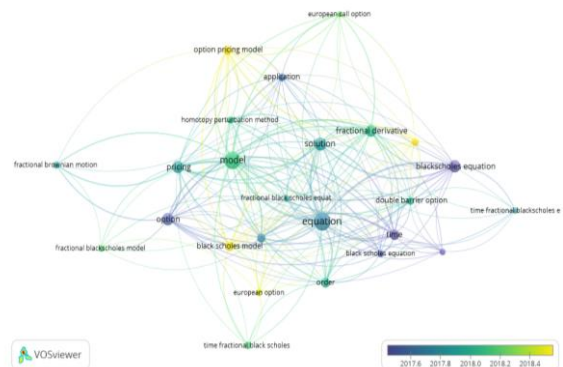 european call option
option pricing model
application
homotopy perturbation method
fractional derivative
solution
model
fractional brownian motion
pricing
blackscholes equation
fractional black scholes equat.
double barrier option
time fractional blackscholes e
option
equation
time
fractional blackscholes model
black scholes model
black scholes equation
order
european option
time fractional black scholes
VOSviewer
2017.6 2017.8 2018.0 2018.2 2018.4